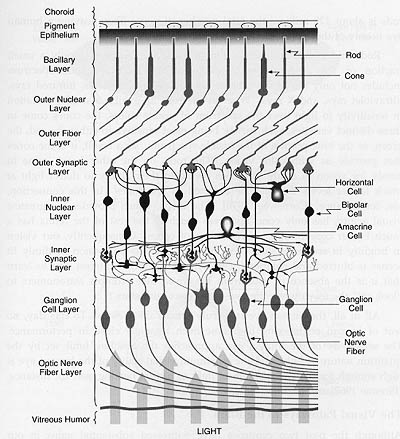 Choroid
Pigment
Epithelium
Bacillary
Layer
Outer Nuclear
Layer
Outer Fiber
Layer
Outer Synaptic
Layer
Inner
Nuclear
Layer
Inner
Synaptic
Layer
Ganglion
Cell Layer
Optic Nerve
Fiber Layer
Vitreous Humor
Rod
Cone
Horizontal
Cell
Bipolar
Cell
Amacrine
Cell
Ganglion
Cell
Optic
Nerve
Fiber
LIGHT